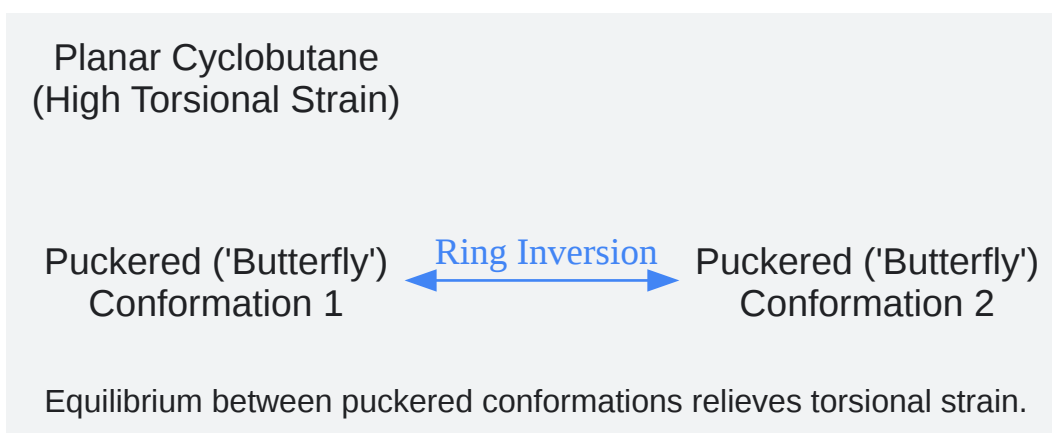 Planar Cyclobutane
(High Torsional Strain)
Puckered ('Butterfly')
Conformation 1
Ring Inversion
Puckered ('Butterfly')
Conformation 2
Equilibrium between puckered conformations relieves torsional strain.